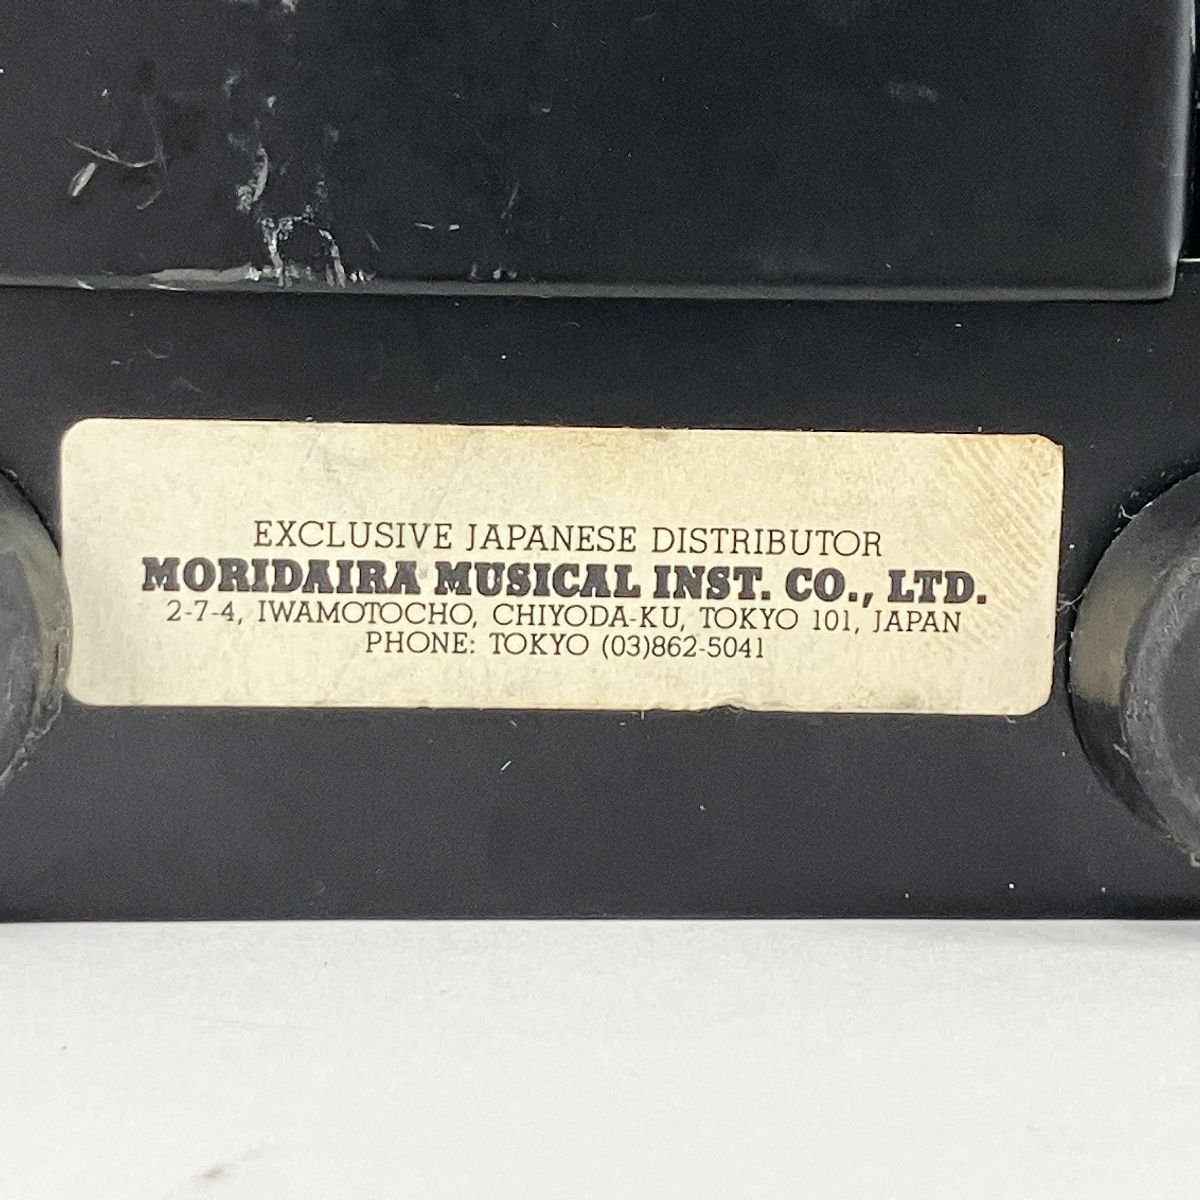 EXCLUSIVE JAPANESE DISTRIBUTOR
MORIDAIRA MUSICAL INST. CO., LTD.
2-7-4, IWAMOTOCHO, CHIYODA-KU, TOKYO 101, JAPAN
PHONE: TOKYO (03)862-5041